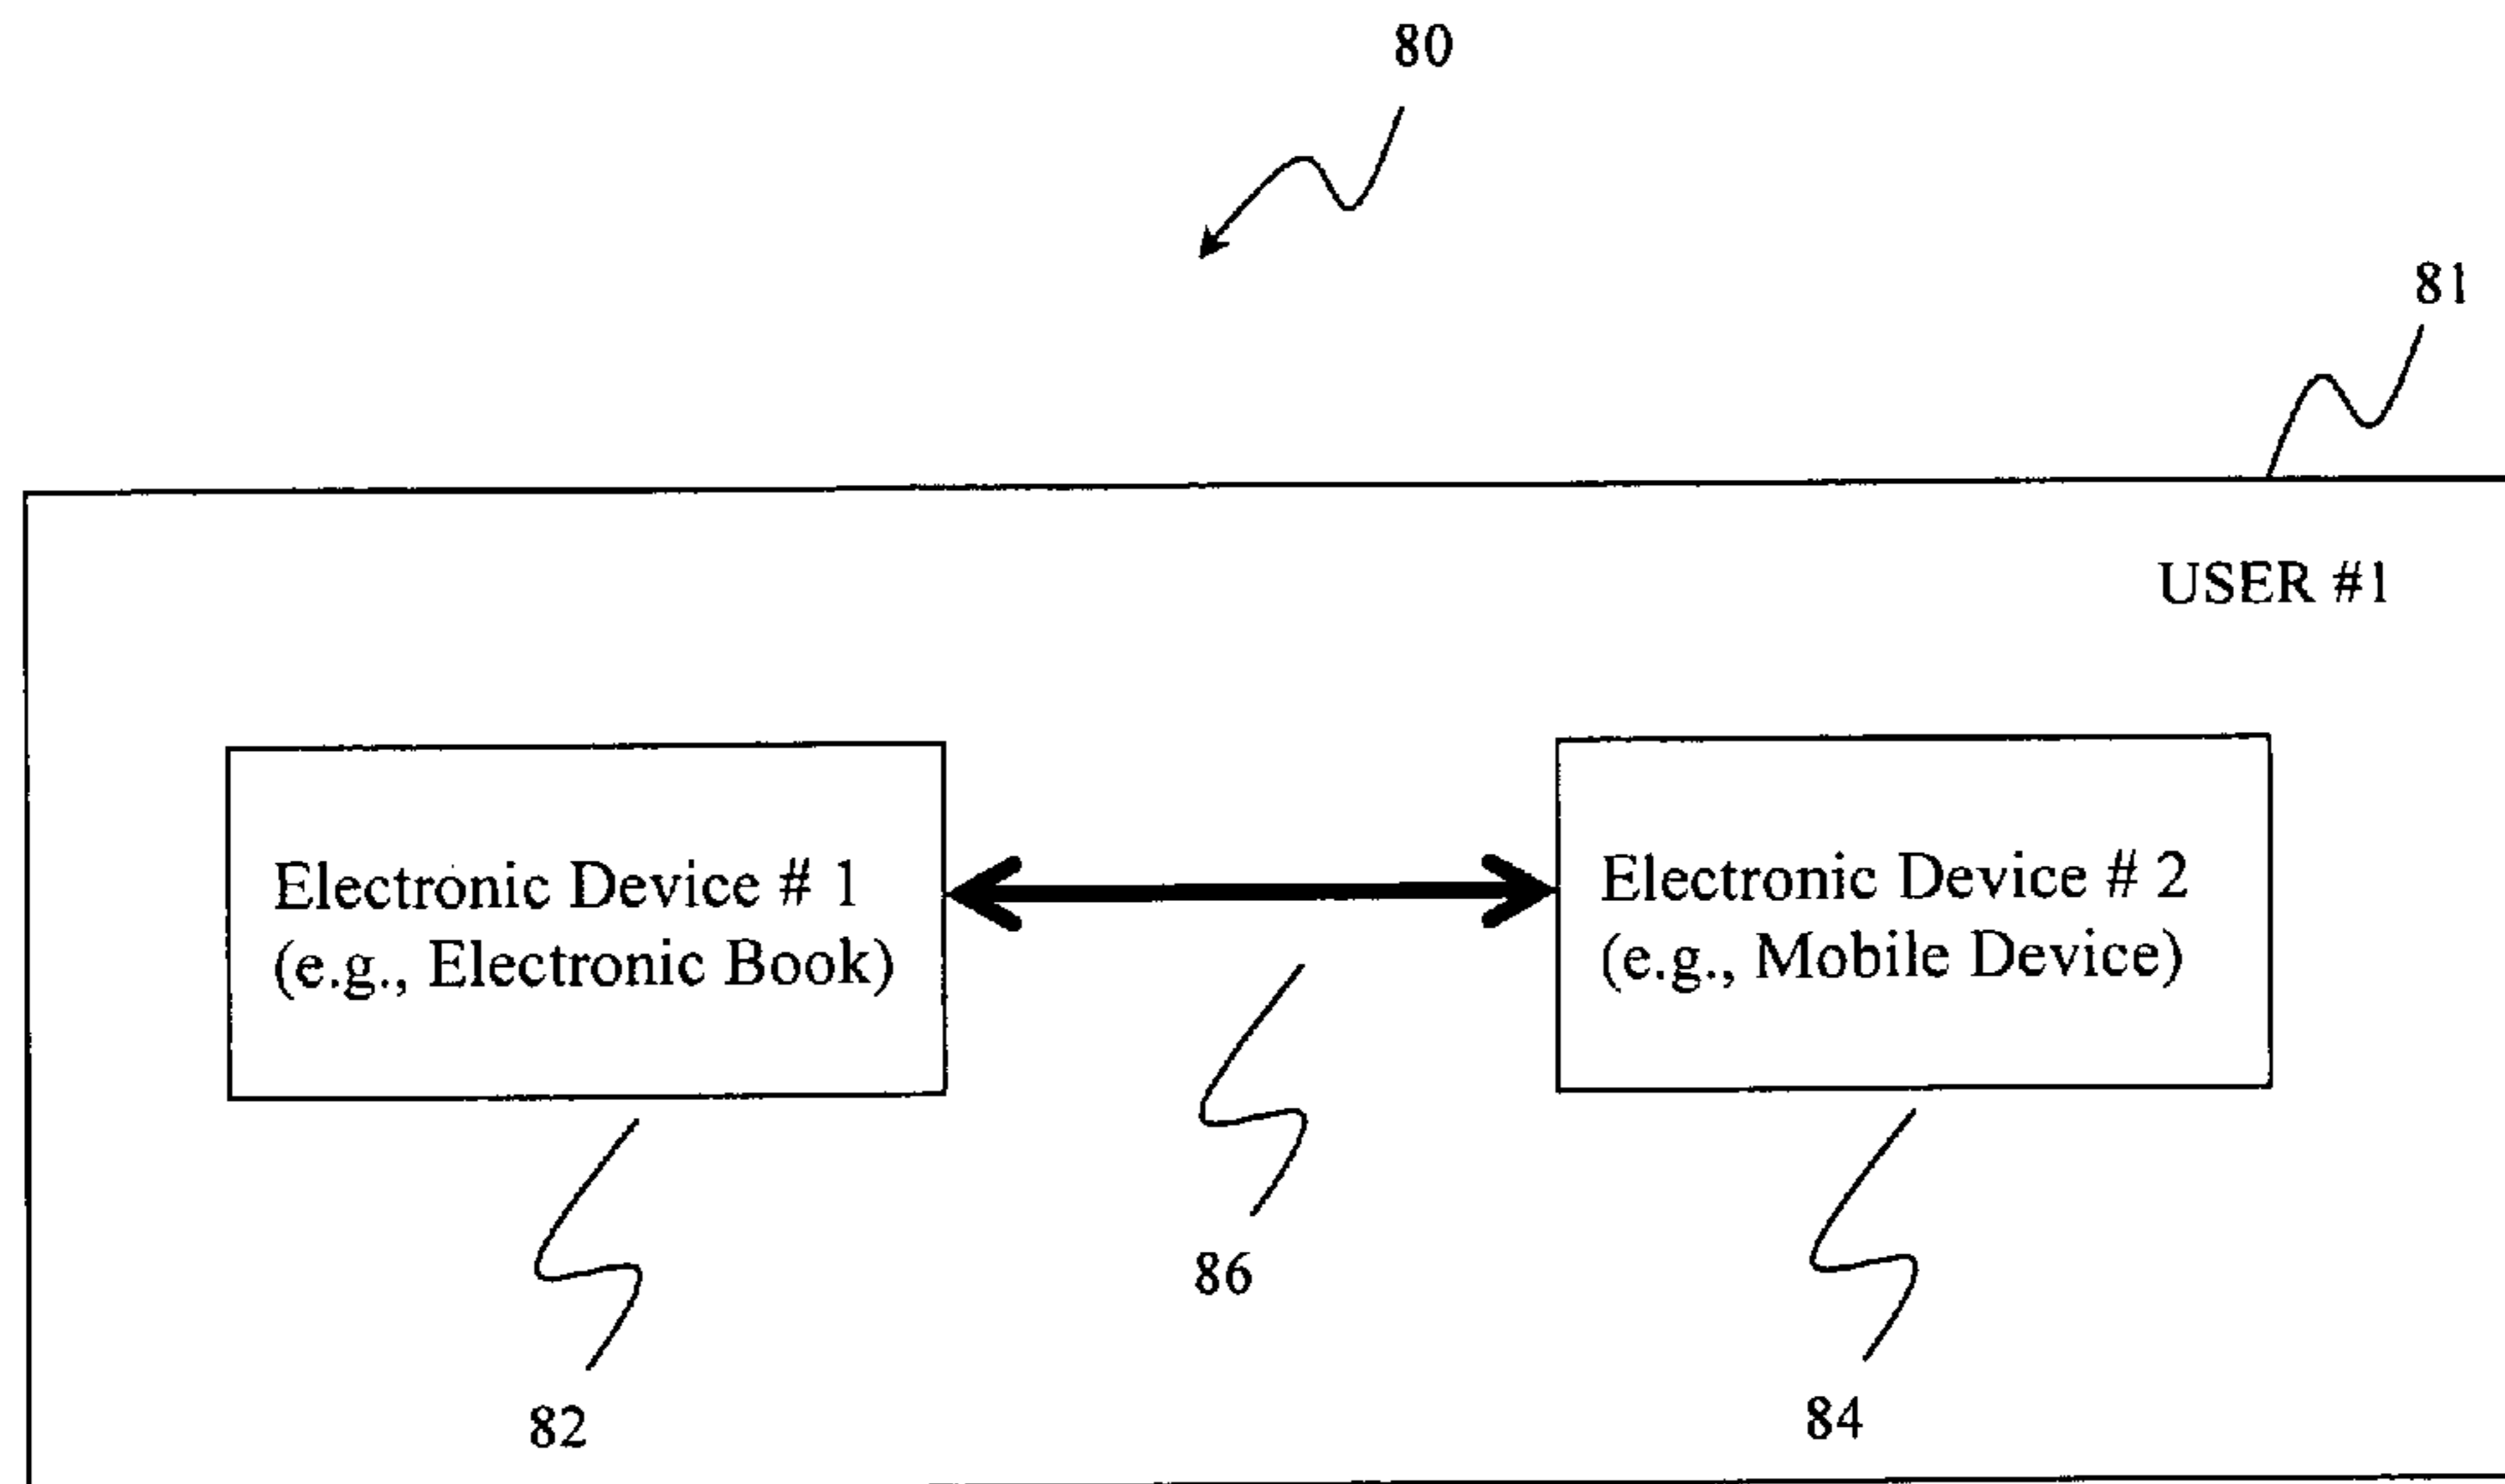 80
81
USER #1
Electronic Device # 1
(e.g., Electronic Book)
Electronic Device # 2
(e.g., Mobile Device)
86
82
84